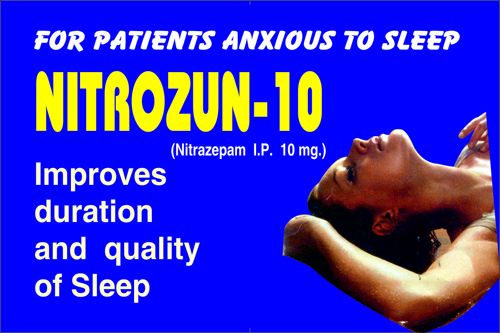 FOR PATIENTS ANXIOUS TO SLEEP
NITROZUN-10
(Nitrazepam I.P. 10 mg.)
Improves
duration
and quality
of Sleep